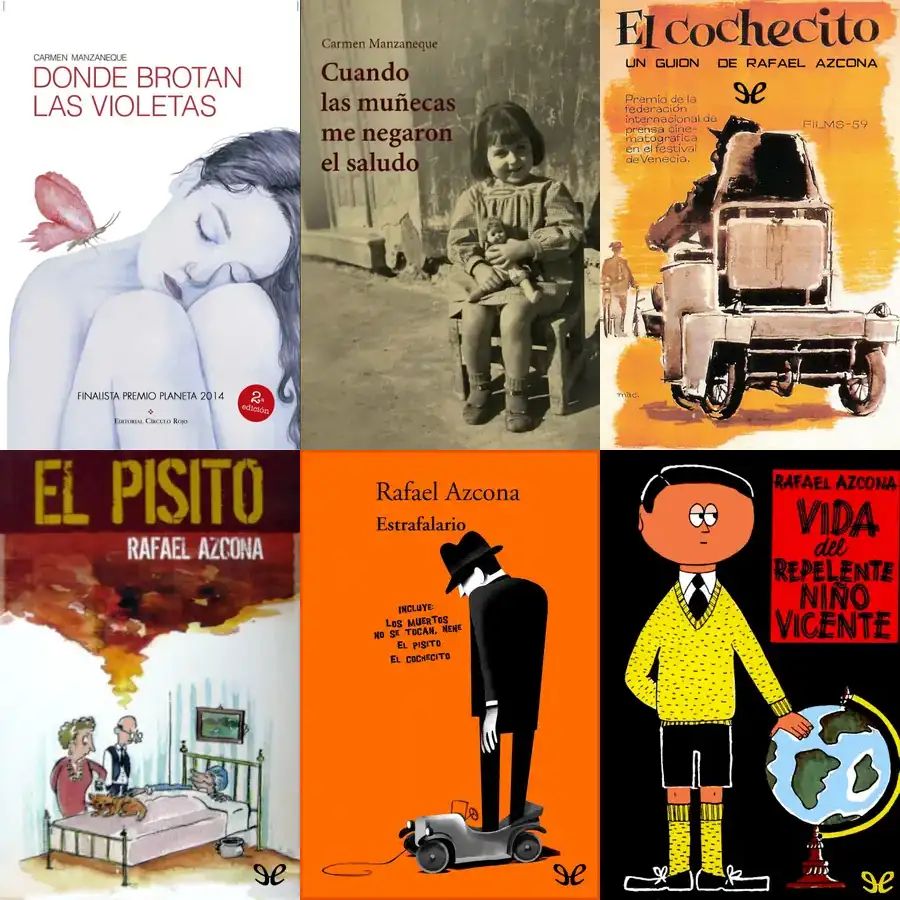 CARMEN MANZANEQUE
DONDE BROTAN
LAS VIOLETAS
FINALISTA PREMIO PLANETA 2014
2ª
edición
EDITORIAL CÍRCULO ROJO
Carmen Manzaneque
Cuando
las muñecas
me negaron
el saludo
El cochecito
UN GUION DE RAFAEL AZCONA
Premio de la
federación
internacional de
prensa cine-
matográfica
en el festival
de Venecia.
FILMS-59
mac.
EL PISITO
RAFAEL AZCONA
Rafael Azcona
Estrafalario
INCLUYE:
LOS MUERTOS
NO SE TOCAN, NENE
EL PISITO
EL COCHECITO
RAFAEL AZCONA
VIDA
del
REPELENTE
NIÑO
VICENTE